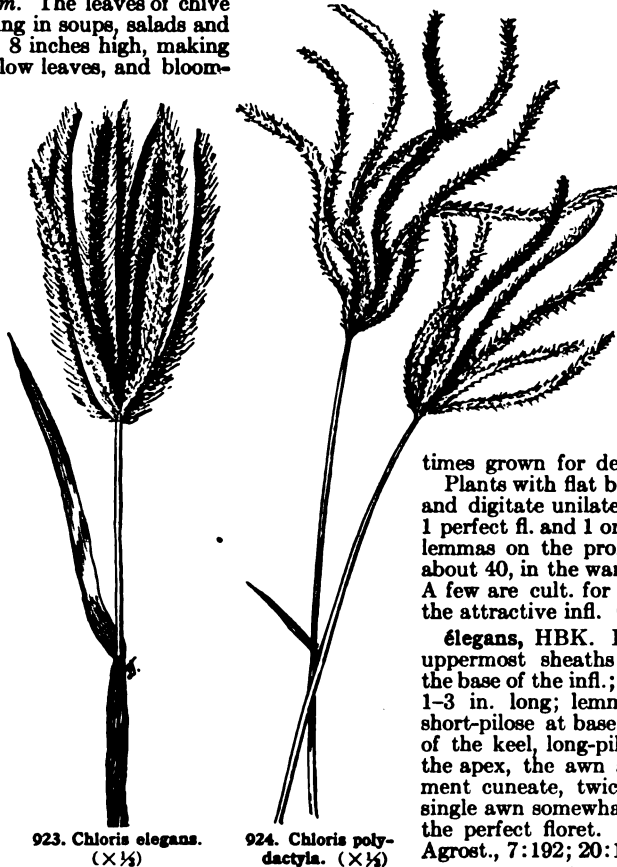 m. The leaves of chive
ng in soups, salads and
8 inches high, making
low leaves, and bloom-
923. Chloris elegans.
(×⅓)
924. Chloris poly-
dactyla. (×⅓)
times grown for de
Plants with flat b
and digitate unilate
1 perfect fl. and 1 or
lemmas on the pro
about 40, in the war
A few are cult. for
the attractive infl.
élegans, HBK.
uppermost sheaths
the base of the infl.;
1-3 in. long; lemn
short-pilose at base
of the keel, long-pil
the apex, the awn
ment cuneate, twic
single awn somewha
the perfect floret.
Agrost., 7:192; 20:1